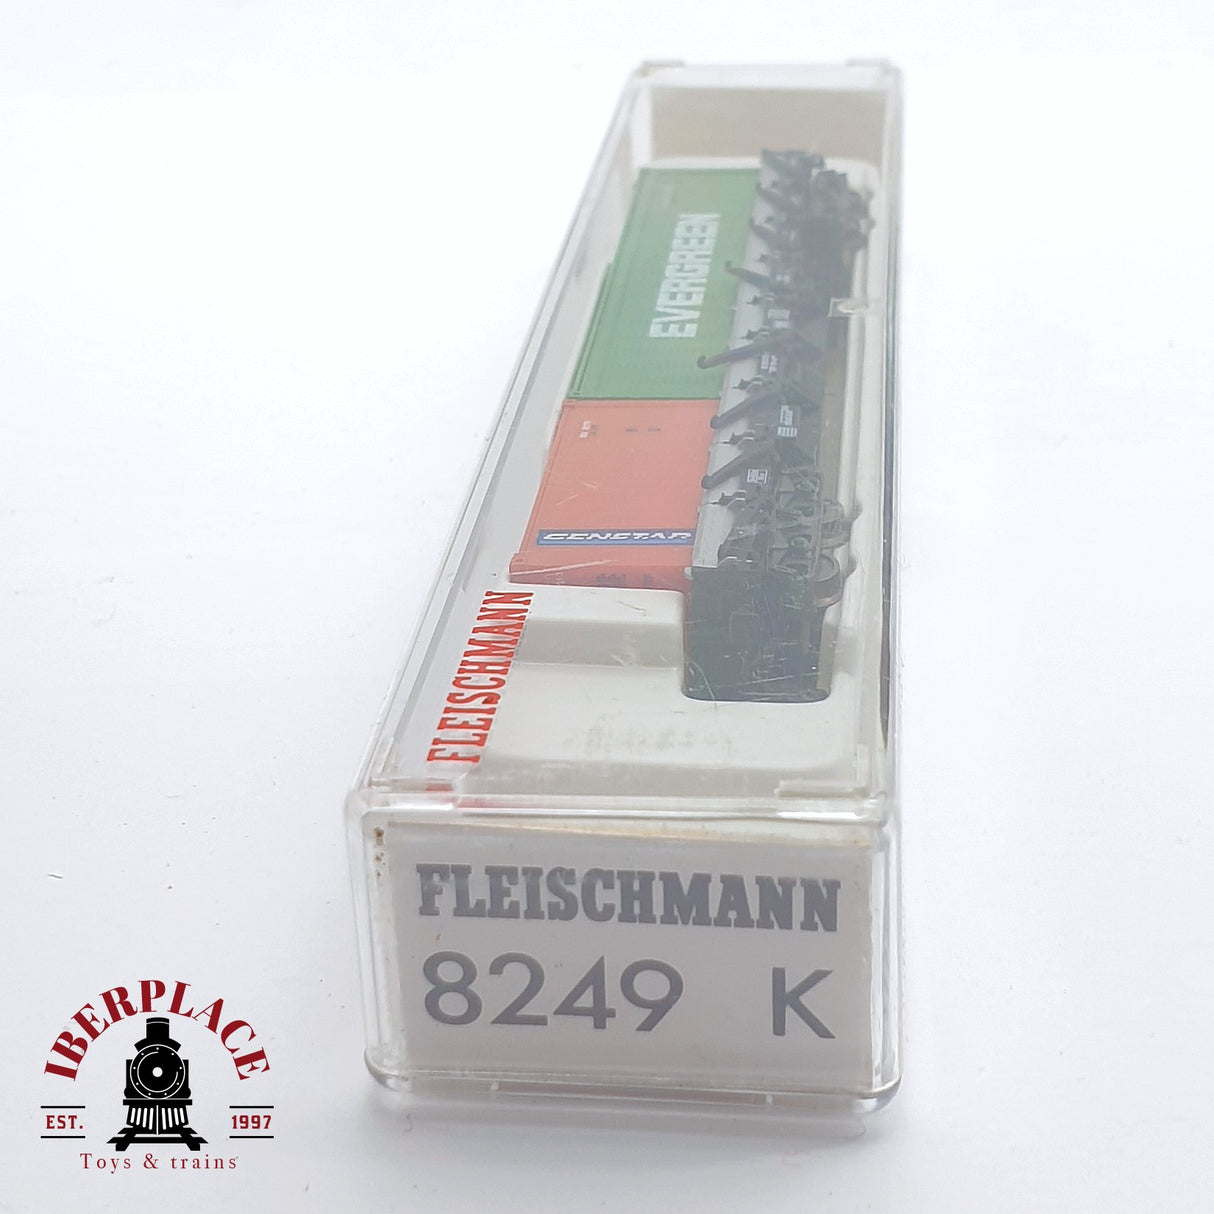 EVERGREEN
GENSTAR
FLEISCHMANN
FLEISCHMANN
8249 K
IBERPLACE
EST. 1997
Toys & trains